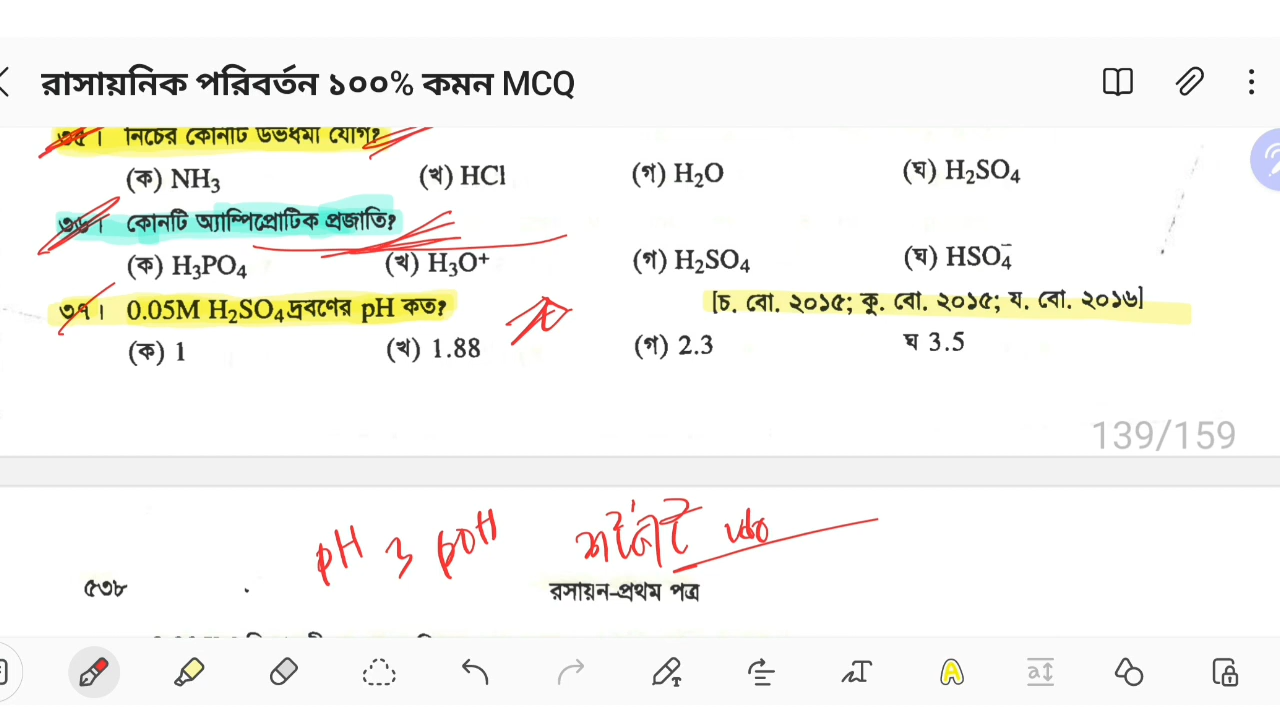 রাসায়নিক পরিবর্তন ১০০% কমন MCQ
৩৫। নিচের কোনটি উভধর্মী যৌগ?
(ক) NH₃ (খ) HCl (গ) H₂O (ঘ) H₂SO₄
৩৬। কোনটি অ্যাম্পিপ্রোটিক প্রজাতি?
(ক) H₃PO₄ (খ) H₃O⁺ (গ) H₂SO₄ (ঘ) HSO₄⁻
৩৭। 0.05M H₂SO₄ দ্রবণের pH কত?
[চ. বো. ২০১৫; কু. বো. ২০১৫; য. বো. ২০১৬]
(ক) 1 (খ) 1.88 (গ) 2.3 ঘ 3.5
139/159
pH ও pOH
৫৩৮ রসায়ন-প্রথম পত্র